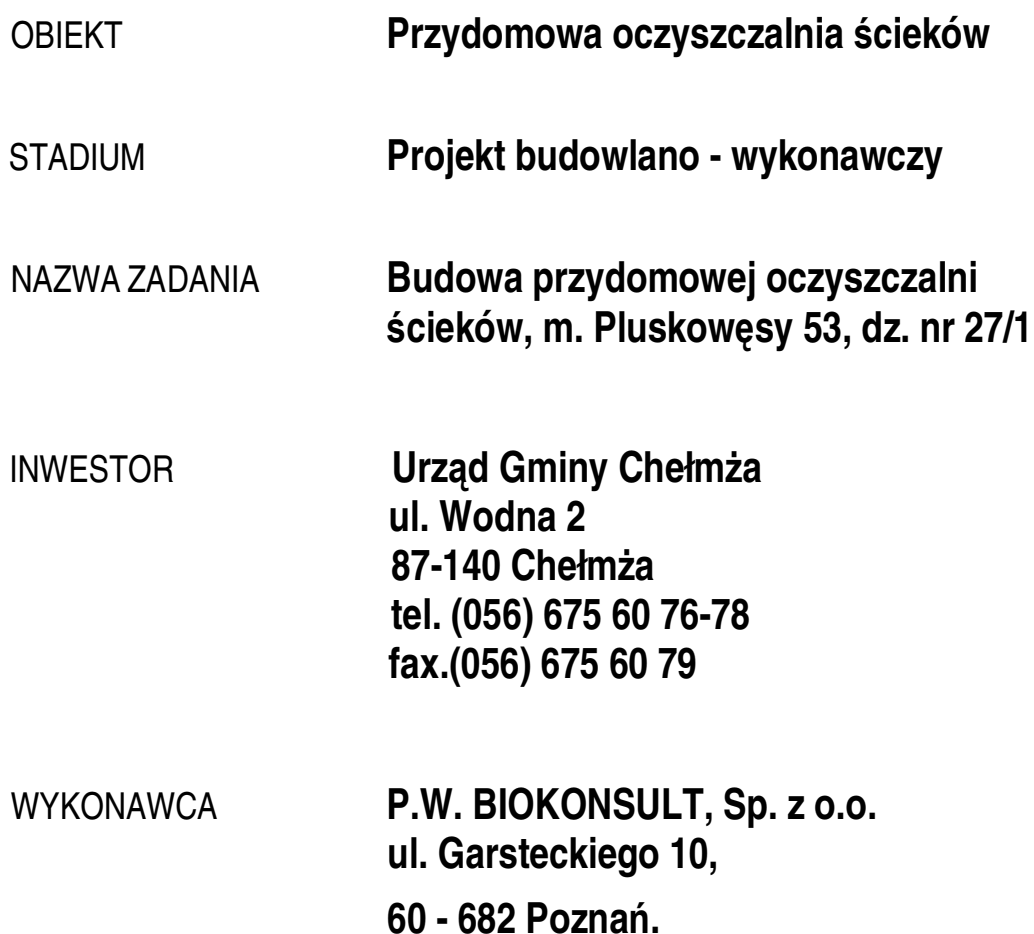 OBIEKT Przydomowa oczyszczalnia ścieków
STADIUM Projekt budowlano - wykonawczy
NAZWA ZADANIA Budowa przydomowej oczyszczalni
ścieków, m. Pluskowęsy 53, dz. nr 27/1
INWESTOR Urząd Gminy Chełmża
ul. Wodna 2
87-140 Chełmża
tel. (056) 675 60 76-78
fax.(056) 675 60 79
WYKONAWCA P.W. BIOKONSULT, Sp. z o.o.
ul. Garsteckiego 10,
60 - 682 Poznań.